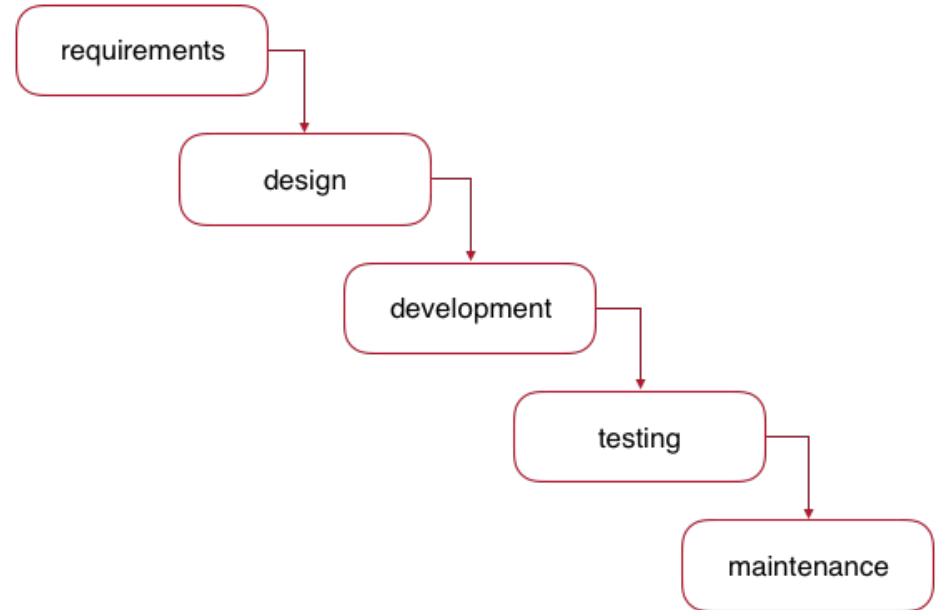 requirements
design
development
testing
maintenance